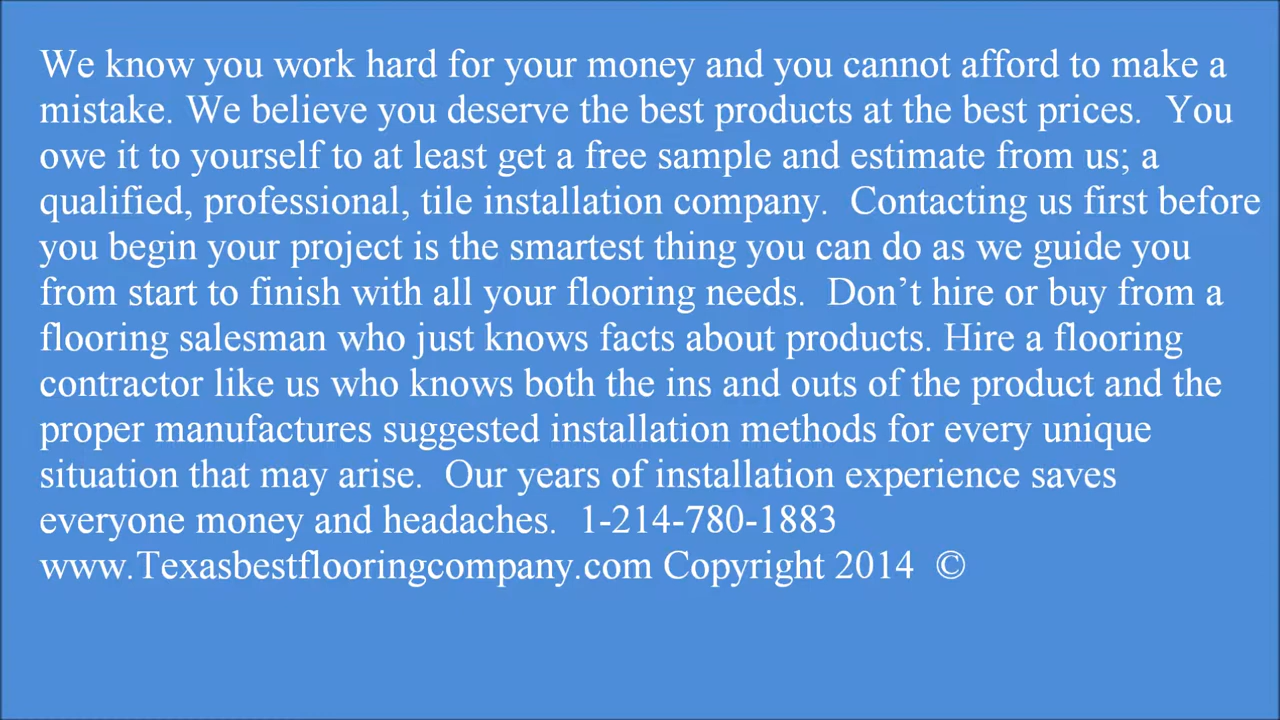 We know you work hard for your money and you cannot afford to make a
mistake. We believe you deserve the best products at the best prices.  You
owe it to yourself to at least get a free sample and estimate from us; a
qualified, professional, tile installation company.  Contacting us first before
you begin your project is the smartest thing you can do as we guide you
from start to finish with all your flooring needs.  Don’t hire or buy from a
flooring salesman who just knows facts about products. Hire a flooring
contractor like us who knows both the ins and outs of the product and the
proper manufactures suggested installation methods for every unique
situation that may arise.  Our years of installation experience saves
everyone money and headaches.  1-214-780-1883
www.Texasbestflooringcompany.com Copyright 2014  ©